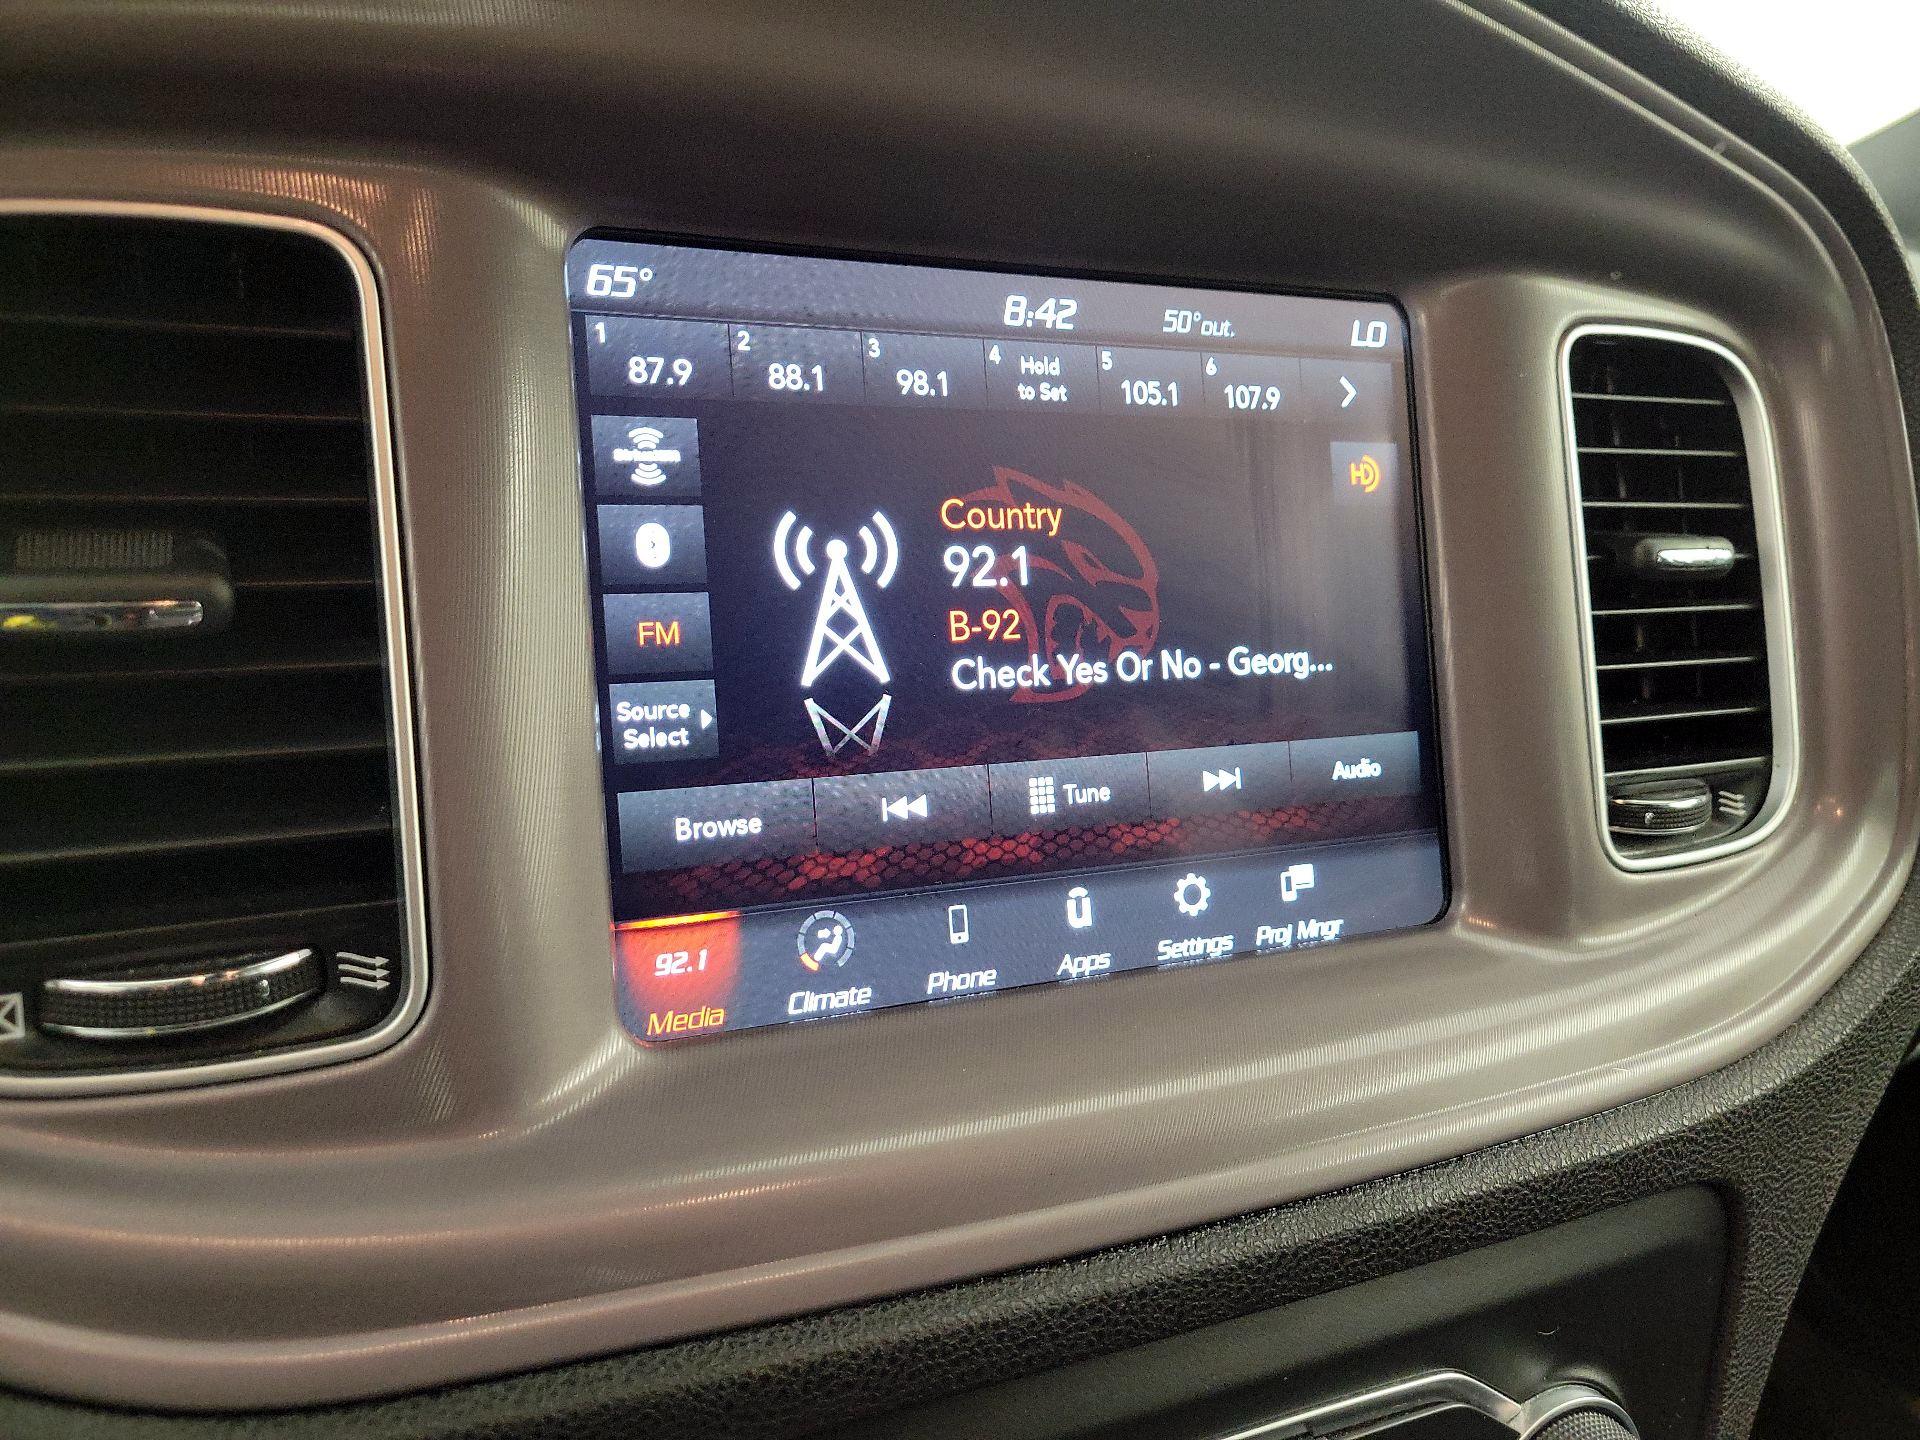 65° 8:42 50° out. LO
1 2 3 4 5 6
87.9 88.1 98.1 Hold to Set 105.1 107.9
SiriusXM
HD
Country
92.1
B-92
Check Yes Or No - Georg...
FM
Source
Select
Browse Tune Audio
92.1
Media Climate Phone Apps Settings Proj Mngr